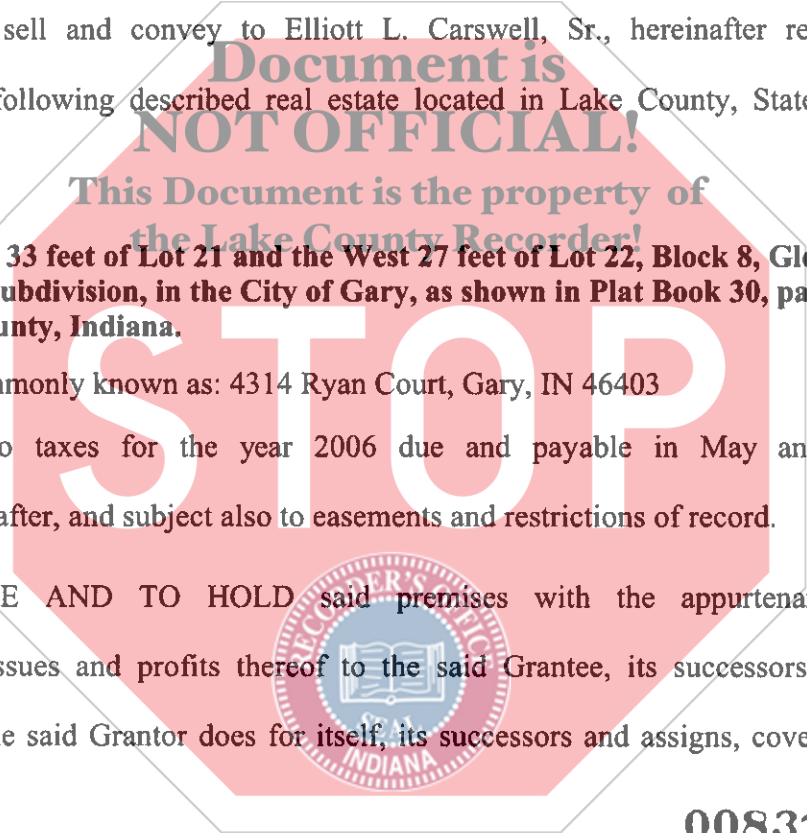 sell and convey to Elliott L. Carswell, Sr., hereinafter re
Document is
following described real estate located in Lake County, State
NOT OFFICIAL!
This Document is the property of
the Lake County Recorder!
33 feet of Lot 21 and the West 27 feet of Lot 22, Block 8, Gl
ubdivision, in the City of Gary, as shown in Plat Book 30, pa
unty, Indiana.
STOP
mmonly known as: 4314 Ryan Court, Gary, IN 46403
o taxes for the year 2006 due and payable in May an
after, and subject also to easements and restrictions of record.
E AND TO HOLD said premises with the appurtena
ssues and profits thereof to the said Grantee, its successors
e said Grantor does for itself, its successors and assigns, cove
RECORDER'S OFFICE
SEAL
INDIANA
0083